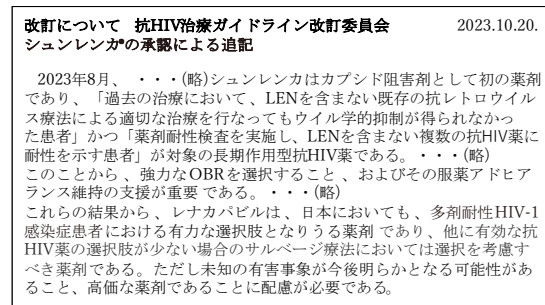 改訂について　抗HIV治療ガイドライン改訂委員会　2023.10.20.
シュンレンカ®の承認による追記
2023年8月、・・・(略)シュンレンカはカプシド阻害剤として初の薬剤
であり、「過去の治療において、LENを含まない既存の抗レトロウイル
ス療法による適切な治療を行なってもウイル学的抑制が得られなかっ
た患者」かつ「薬剤耐性検査を実施し、LENを含まない複数の抗HIV薬に
耐性を示す患者」が対象の長期作用型抗HIV薬である。・・・(略)
このことから、強力なOBRを選択すること、およびその服薬アドヒア
ランス維持の支援が重要 である。・・・(略)
これらの結果から、レナカパビルは、日本においても、多剤耐性HIV-1
感染症患者における有力な選択肢となりうる薬剤 であり、他に有効な抗
HIV薬の選択肢が少ない場合のサルベージ療法においては選択を考慮す
べき薬剤である。ただし未知の有害事象が今後明らかとなる可能性があ
ること、高価な薬剤であることに配慮が必要である。